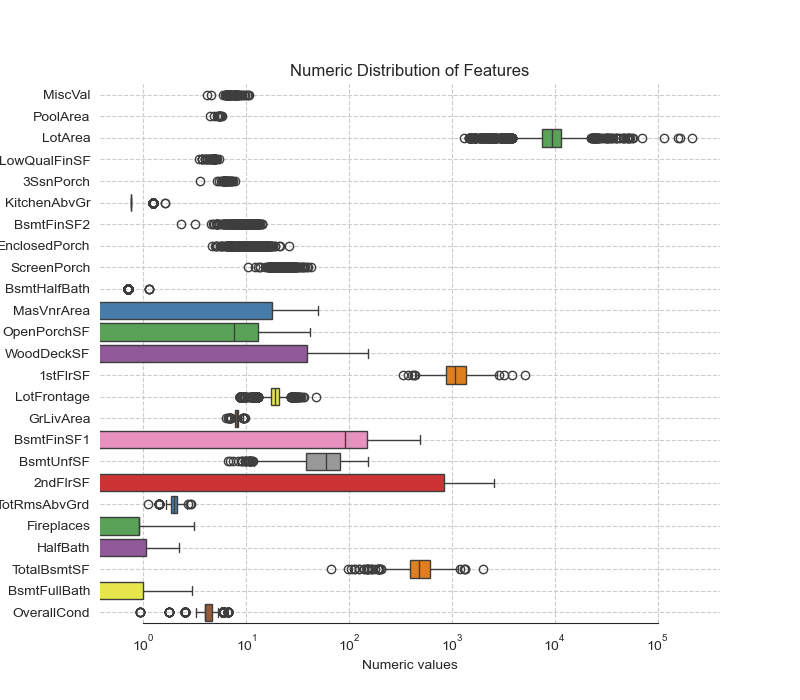 Numeric Distribution of Features
MiscVal
PoolArea
LotArea
LowQualFinSF
3SsnPorch
KitchenAbvGr
BsmtFinSF2
EnclosedPorch
ScreenPorch
BsmtHalfBath
MasVnrArea
OpenPorchSF
WoodDeckSF
1stFlrSF
LotFrontage
GrLivArea
BsmtFinSF1
BsmtUnfSF
2ndFlrSF
TotRmsAbvGrd
Fireplaces
HalfBath
TotalBsmtSF
BsmtFullBath
OverallCond
10⁰ 10¹ 10² 10³ 10⁴ 10⁵
Numeric values